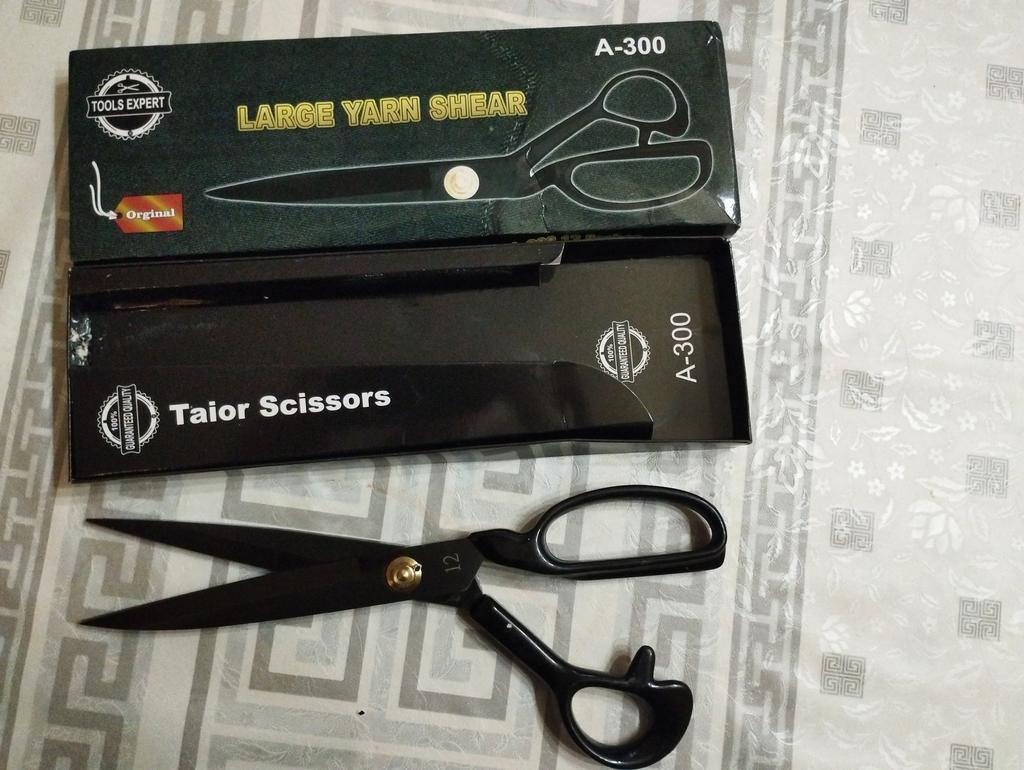 A-300
TOOLS EXPERT
LARGE YARN SHEAR
Orginal
A-300
100%
GUARANTEED QUALITY
100%
GUARANTEED QUALITY
Taior Scissors
12